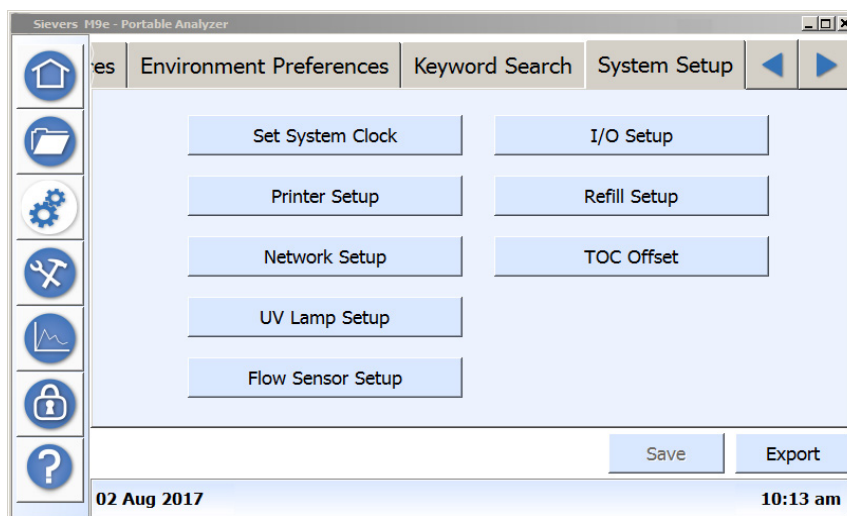 Sievers M9e - Portable Analyzer
es Environment Preferences Keyword Search System Setup
Set System Clock I/O Setup
Printer Setup Refill Setup
Network Setup TOC Offset
UV Lamp Setup
Flow Sensor Setup
?
Save Export
02 Aug 2017 10:13 am